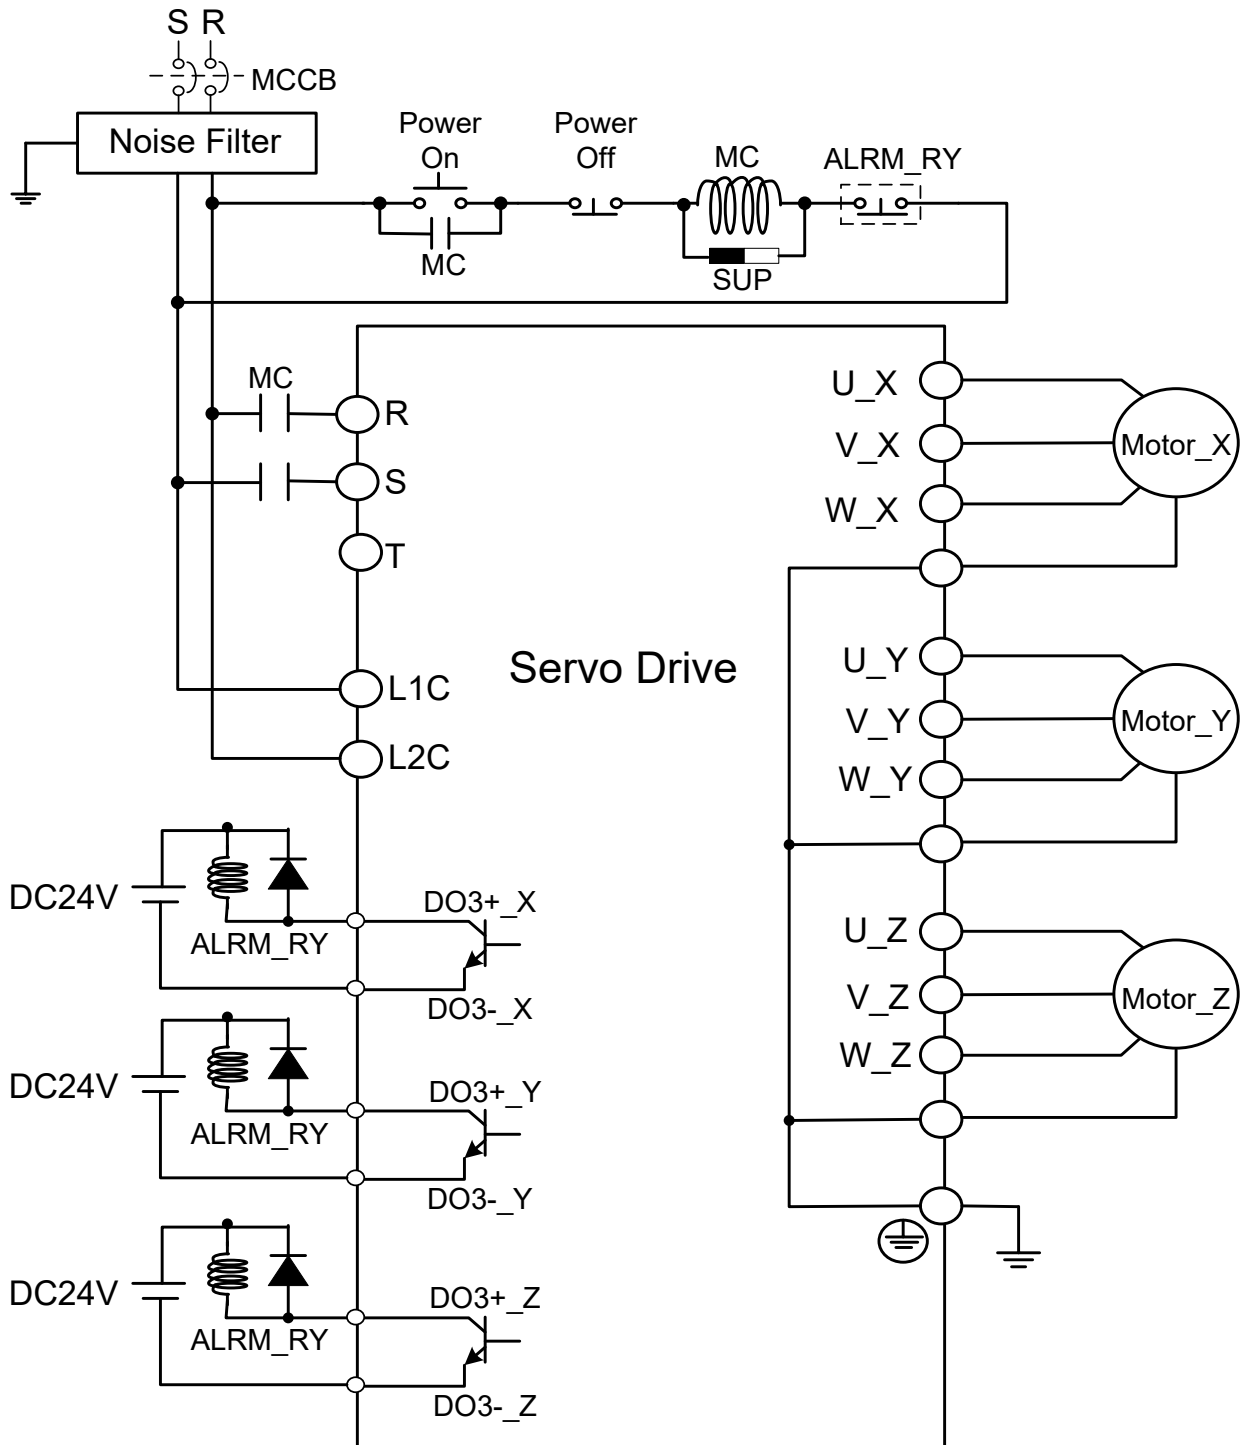 S R
MCCB
Noise Filter
Power
On
Power
Off
MC
ALRM_RY
MC
SUP
MC
R
S
T
L1C
L2C
Servo Drive
U_X
V_X
W_X
Motor_X
U_Y
V_Y
W_Y
Motor_Y
U_Z
V_Z
W_Z
Motor_Z
DC24V
ALRM_RY
DO3+_X
DO3-_X
DC24V
ALRM_RY
DO3+_Y
DO3-_Y
DC24V
ALRM_RY
DO3+_Z
DO3-_Z